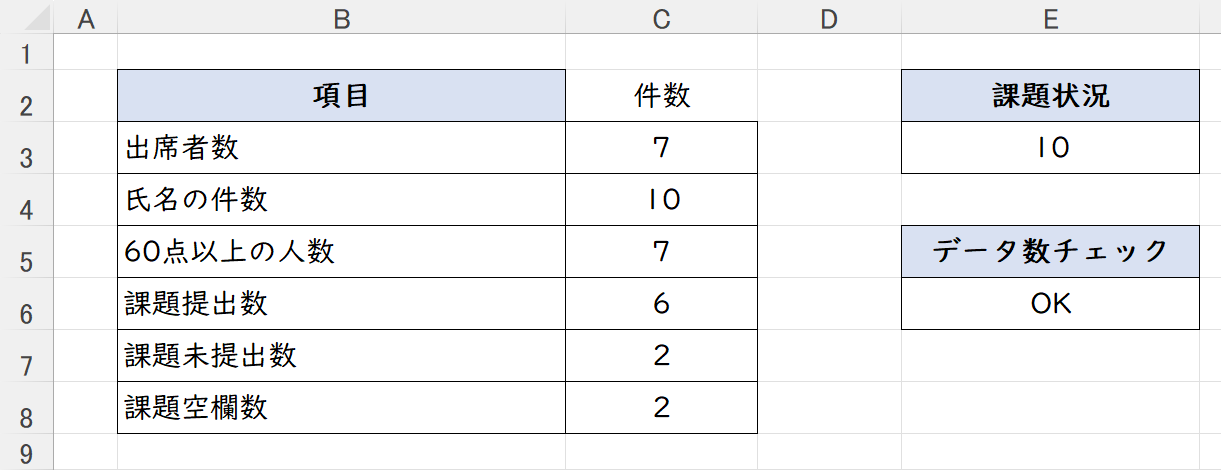 A B C D E
1
2 項目 件数 課題状況
3 出席者数 7 10
4 氏名の件数 10
5 60点以上の人数 7 データ数チェック
6 課題提出数 6 OK
7 課題未提出数 2
8 課題空欄数 2
9